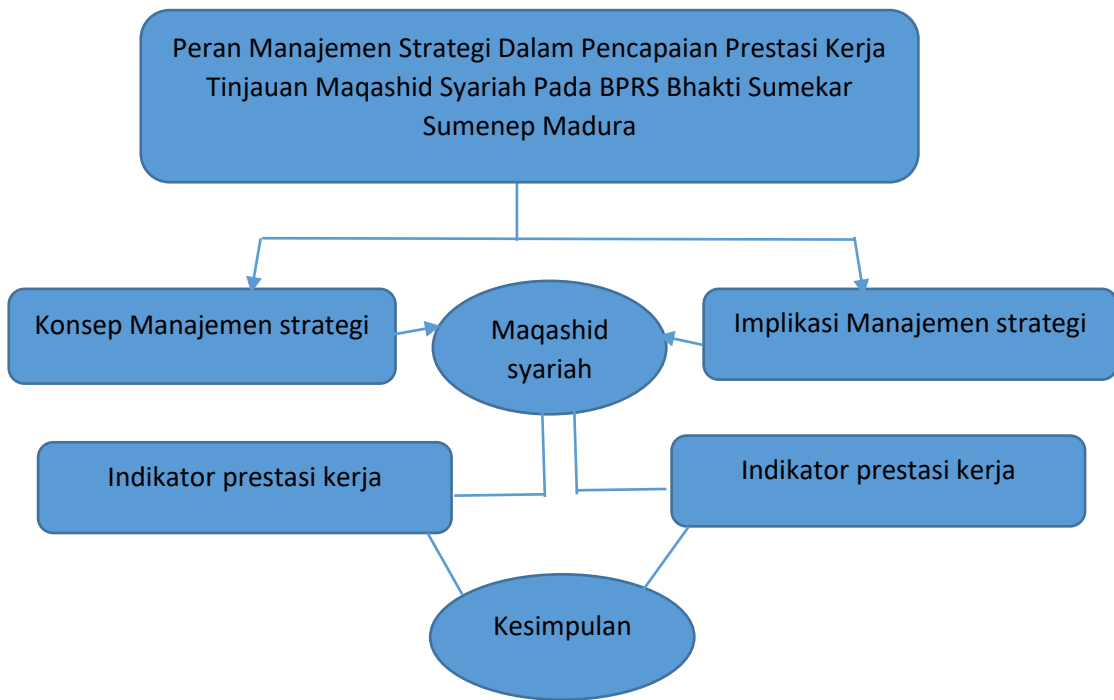 Peran Manajemen Strategi Dalam Pencapaian Prestasi Kerja
Tinjauan Maqashid Syariah Pada BPRS Bhakti Sumekar
Sumenep Madura
Konsep Manajemen strategi
Maqashid
syariah
Implikasi Manajemen strategi
Indikator prestasi kerja
Indikator prestasi kerja
Kesimpulan